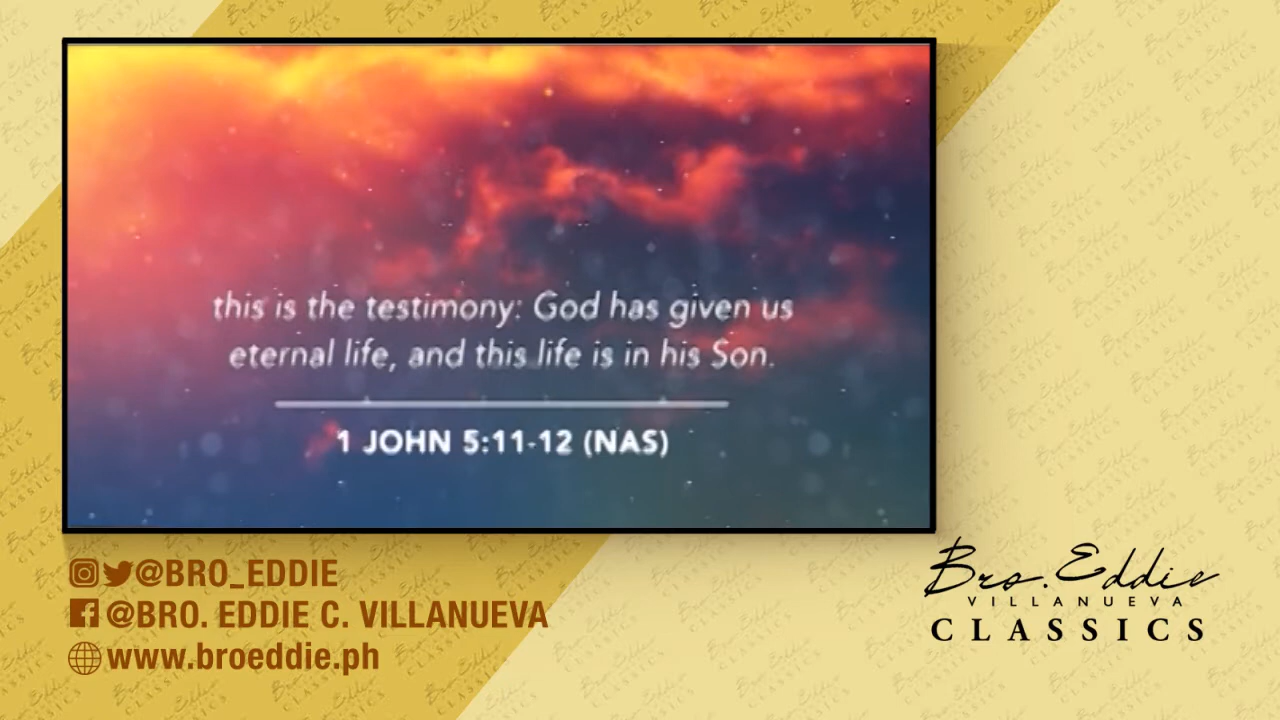 this is the testimony: God has given us
eternal life, and this life is in his Son.
1 JOHN 5:11-12 (NAS)
@BRO_EDDIE
@BRO. EDDIE C. VILLANUEVA
www.broeddie.ph
Bro. Eddie
VILLANUEVA
CLASSICS